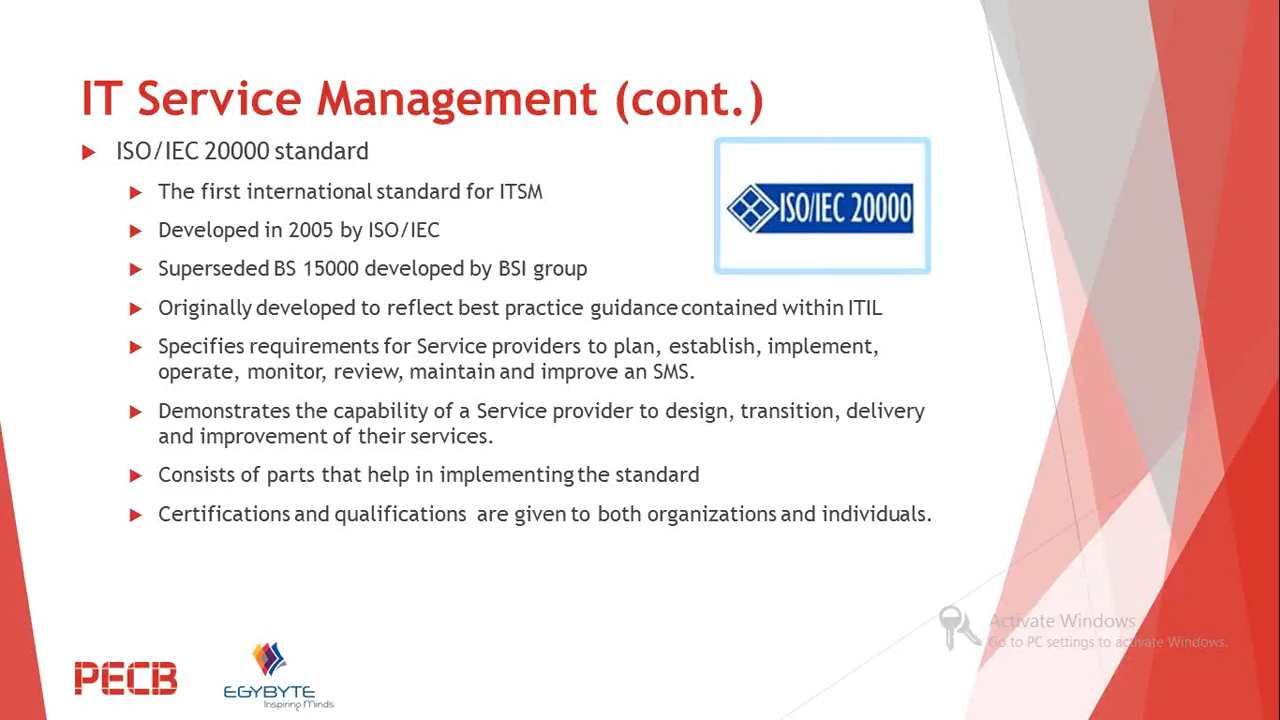 IT Service Management (cont.)
ISO/IEC 20000 standard
The first international standard for ITSM
Developed in 2005 by ISO/IEC
Superseded BS 15000 developed by BSI group
Originally developed to reflect best practice guidance contained within ITIL
Specifies requirements for Service providers to plan, establish, implement,
operate, monitor, review, maintain and improve an SMS.
Demonstrates the capability of a Service provider to design, transition, delivery
and improvement of their services.
Consists of parts that help in implementing the standard
Certifications and qualifications are given to both organizations and individuals.
ISO/IEC 20000
Activate Windows
Go to PC settings to activate Windows.
PECB
EGYBYTE
Inspiring Minds